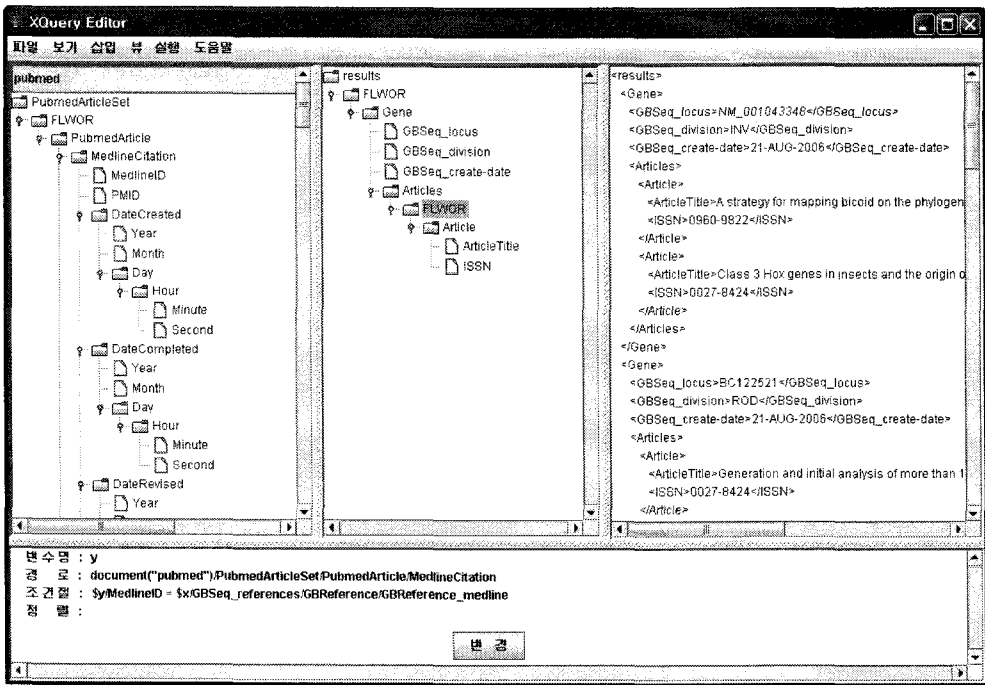 XQuery Editor
파일 보기 삽입 뷰 실행 도움말
pubmed
PubmedArticleSet
FLWOR
PubmedArticle
MedlineCitation
MedlineID
PMID
DateCreated
Year
Month
Day
Hour
Minute
Second
DateCompleted
Year
Month
Day
Hour
Minute
Second
DateRevised
Year
results
FLWOR
Gene
GBSeq_locus
GBSeq_division
GBSeq_create-date
Articles
FLWOR
Article
ArticleTitle
ISSN
<results>
<Gene>
<GBSeq_locus>NM_001043348</GBSeq_locus>
<GBSeq_division>INV</GBSeq_division>
<GBSeq_create-date>21-AUG-2006</GBSeq_create-date>
<Articles>
<Article>
<ArticleTitle>A strategy for mapping bicoid on the phylogen
<ISSN>0960-9822</ISSN>
</Article>
<Article>
<ArticleTitle>Class 3 Hox genes in insects and the origin o
<ISSN>0027-8424</ISSN>
</Article>
</Articles>
</Gene>
<Gene>
<GBSeq_locus>BC122521</GBSeq_locus>
<GBSeq_division>ROD</GBSeq_division>
<GBSeq_create-date>21-AUG-2006</GBSeq_create-date>
<Articles>
<Article>
<ArticleTitle>Generation and initial analysis of more than 1
<ISSN>0027-8424</ISSN>
</Article>
변수명 : y
경 로 : document("pubmed")/PubmedArticleSet/PubmedArticle/MedlineCitation
조건절 : $y/MedlineID = $x/GBSeq_references/GBReference/GBReference_medline
정 렬 :
변 경